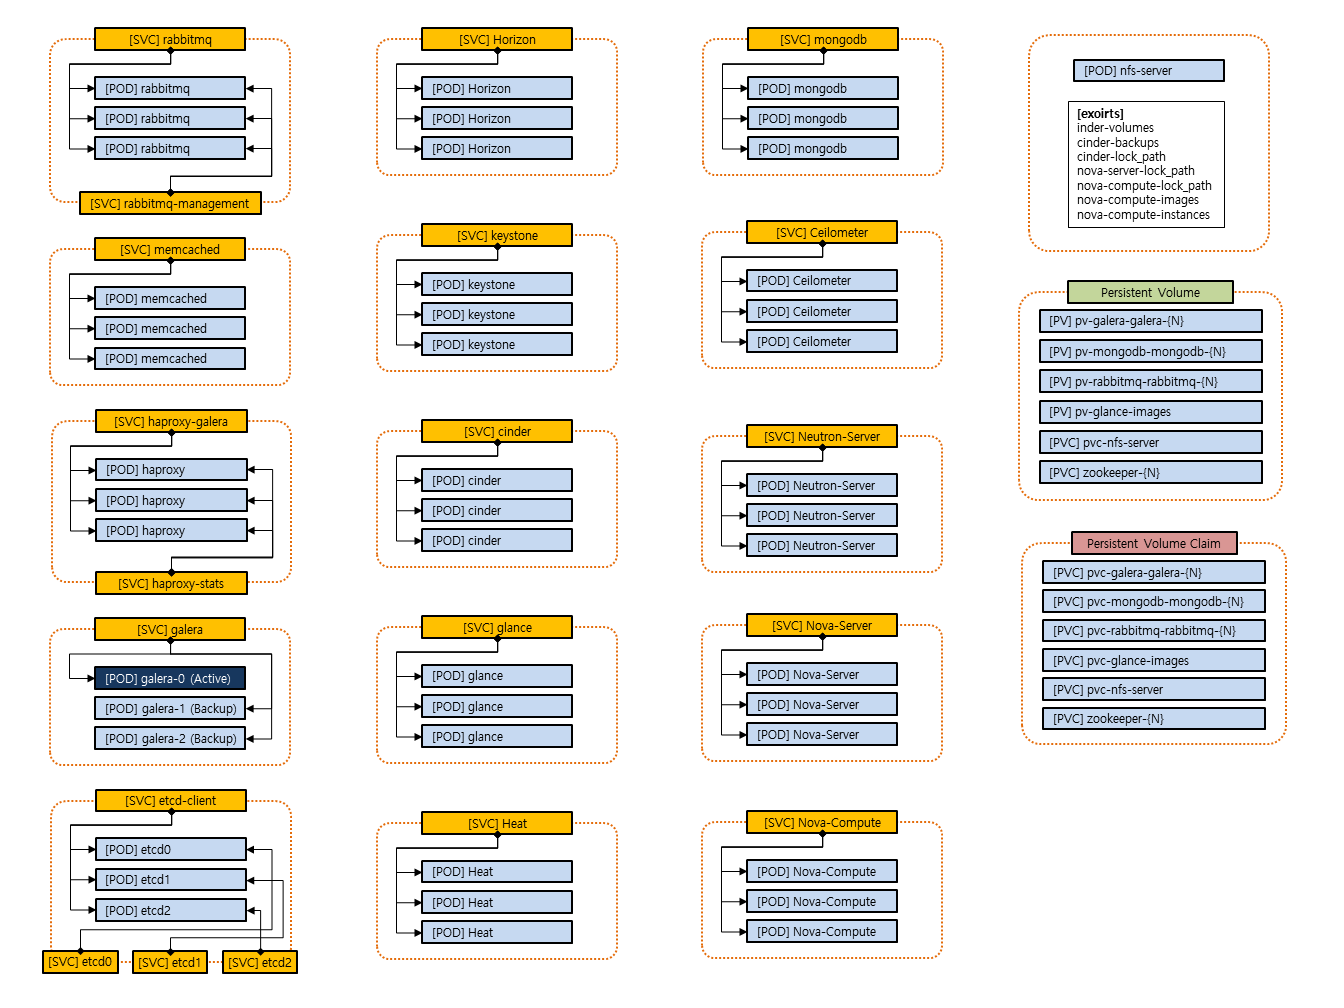 [SVC] rabbitmq
[POD] rabbitmq
[POD] rabbitmq
[POD] rabbitmq
[SVC] rabbitmq-management
[SVC] memcached
[POD] memcached
[POD] memcached
[POD] memcached
[SVC] haproxy-galera
[POD] haproxy
[POD] haproxy
[POD] haproxy
[SVC] haproxy-stats
[SVC] galera
[POD] galera-0 (Active)
[POD] galera-1 (Backup)
[POD] galera-2 (Backup)
[SVC] etcd-client
[POD] etcd0
[POD] etcd1
[POD] etcd2
[SVC] etcd0
[SVC] etcd1
[SVC] etcd2
[SVC] Horizon
[POD] Horizon
[POD] Horizon
[POD] Horizon
[SVC] keystone
[POD] keystone
[POD] keystone
[POD] keystone
[SVC] cinder
[POD] cinder
[POD] cinder
[POD] cinder
[SVC] glance
[POD] glance
[POD] glance
[POD] glance
[SVC] Heat
[POD] Heat
[POD] Heat
[POD] Heat
[SVC] mongodb
[POD] mongodb
[POD] mongodb
[POD] mongodb
[SVC] Ceilometer
[POD] Ceilometer
[POD] Ceilometer
[POD] Ceilometer
[SVC] Neutron-Server
[POD] Neutron-Server
[POD] Neutron-Server
[POD] Neutron-Server
[SVC] Nova-Server
[POD] Nova-Server
[POD] Nova-Server
[POD] Nova-Server
[SVC] Nova-Compute
[POD] Nova-Compute
[POD] Nova-Compute
[POD] Nova-Compute
[POD] nfs-server
[exoirts]
inder-volumes
cinder-backups
cinder-lock_path
nova-server-lock_path
nova-compute-lock_path
nova-compute-images
nova-compute-instances
Persistent Volume
[PV] pv-galera-galera-{N}
[PV] pv-mongodb-mongodb-{N}
[PV] pv-rabbitmq-rabbitmq-{N}
[PV] pv-glance-images
[PVC] pvc-nfs-server
[PVC] zookeeper-{N}
Persistent Volume Claim
[PVC] pvc-galera-galera-{N}
[PVC] pvc-mongodb-mongodb-{N}
[PVC] pvc-rabbitmq-rabbitmq-{N}
[PVC] pvc-glance-images
[PVC] pvc-nfs-server
[PVC] zookeeper-{N}